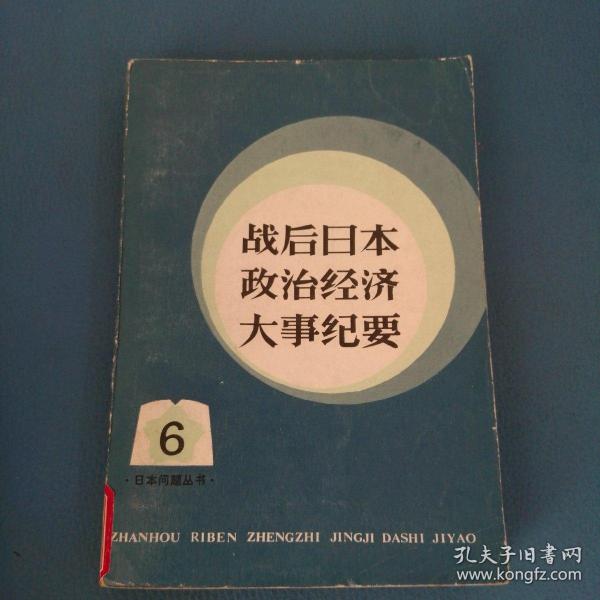 战后日本
政治经济
大事纪要
6
·日本问题丛书·
ZHANHOU RIBEN ZHENGZHI JINGJI DASHI JIYAO
孔夫子旧书网
www.kongfz.com